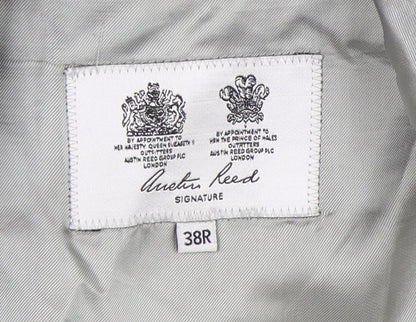 BY APPOINTMENT TO
HER MAJESTY QUEEN ELIZABETH II
OUTFITTERS
AUSTIN REED GROUP PLC
LONDON
BY APPOINTMENT TO
HRH THE PRINCE OF WALES
OUTFITTERS
AUSTIN REED GROUP PLC
LONDON
Austin Reed
SIGNATURE
38R